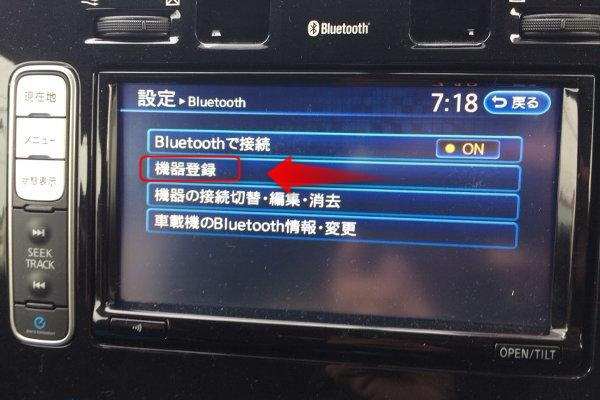 Bluetooth®
現在地
メニュー
状態表示
SEEK
TRACK
設定 ▶ Bluetooth
7:18
戻る
Bluetoothで接続
ON
機器登録
機器の接続切替・編集・消去
車載機のBluetooth情報・変更
OPEN/TILT